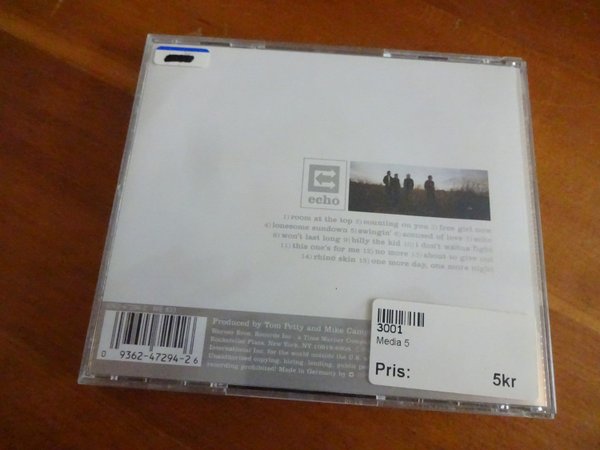 echo
1) room at the top 2) counting on you 3) free girl now
4) lonesome sundown 5) swingin' 6) accused of love 7) echo
8) won't last long 9) billy the kid 10) i don't wanna fight
11) this one's for me 12) no more 13) about to give out
14) rhino skin 15) one more day, one more night
Produced by Tom Petty and Mike Cam
Warner Bros. Records Inc., a Time Warner Compa
Rockefeller Plaza, New York, NY 10019-6908.
International Inc. for the world outside the U.S.
Unauthorized copying, hiring, lending, public pe
recording prohibited. Made in Germany by
0 9362-47294-2 6
3001
Media 5
Pris: 5kr